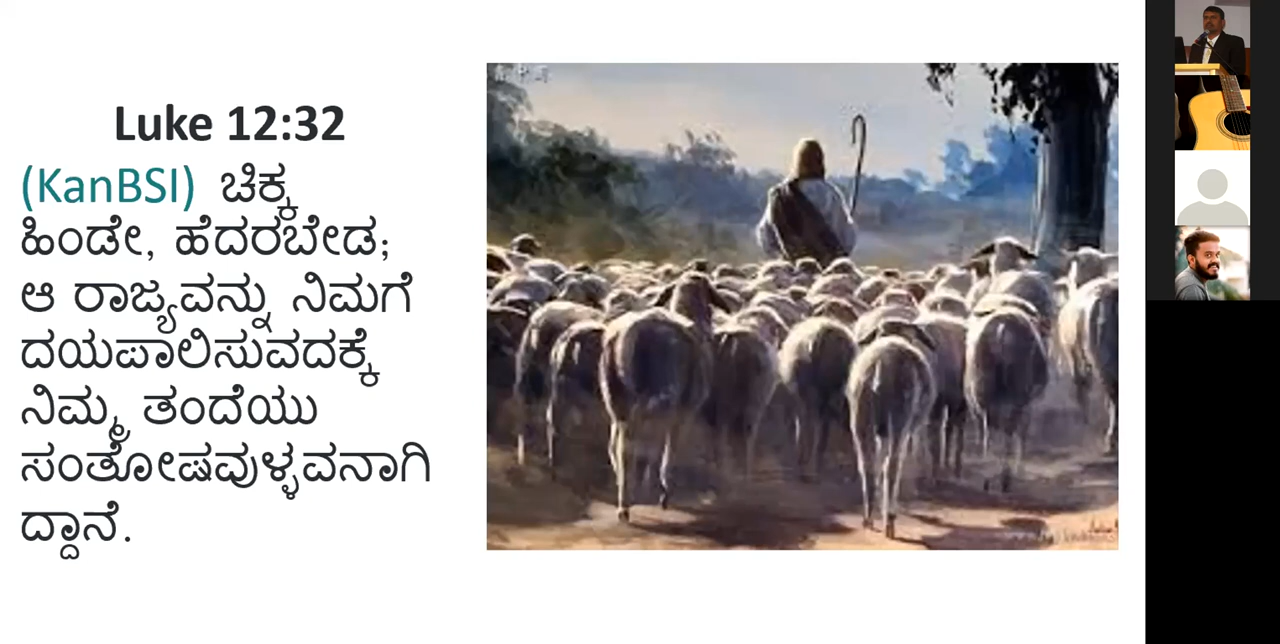 Luke 12:32
(KanBSI) ಚಿಕ್ಕ
ಹಿಂಡೇ, ಹೆದರಬೇಡ;
ಆ ರಾಜ್ಯವನ್ನು ನಿಮಗೆ
ದಯಪಾಲಿಸುವದಕ್ಕೆ
ನಿಮ್ಮ ತಂದೆಯು
ಸಂತೋಷವುಳ್ಳವನಾಗಿ
ದ್ದಾನೆ.